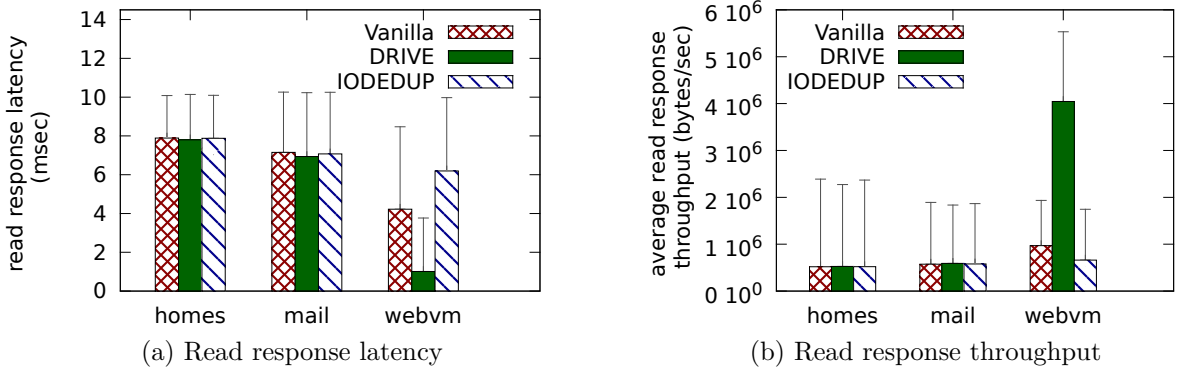 14
12
10
8
6
4
2
0
read response latency
(msec)
Vanilla
DRIVE
IODEDUP
homes mail webvm
(a) Read response latency
6 10⁶
5 10⁶
4 10⁶
3 10⁶
2 10⁶
1 10⁶
0 10⁰
average read response
throughput (bytes/sec)
Vanilla
DRIVE
IODEDUP
homes mail webvm
(b) Read response throughput